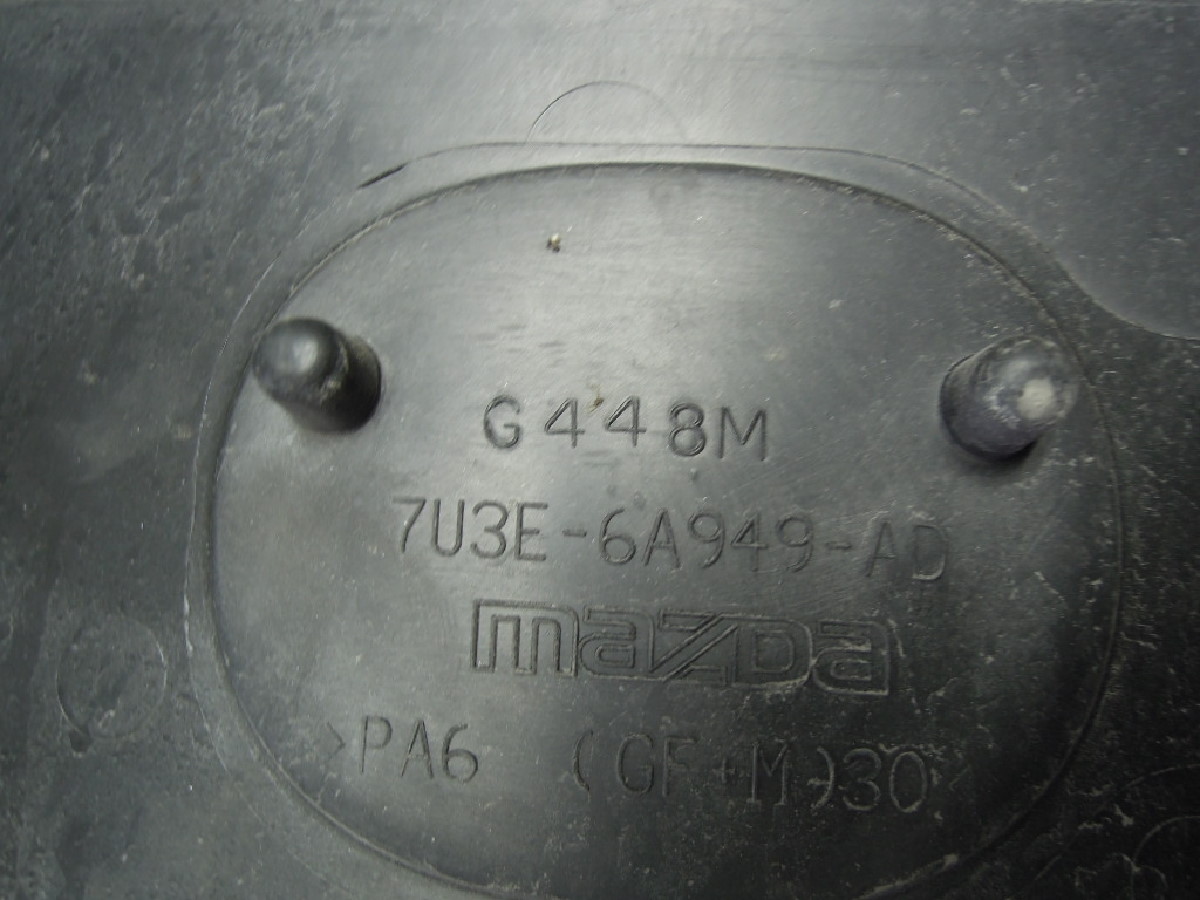 G448M
7U3E-6A949-AD
mazda
>PA6 (GF+M)30<